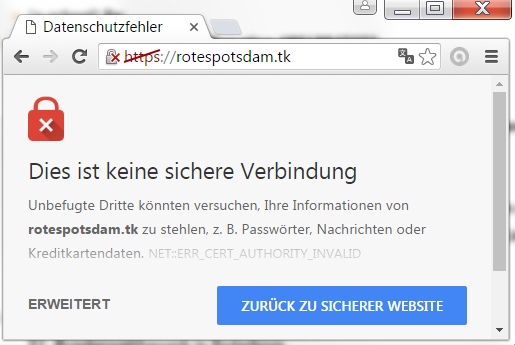 Datenschutzfehler
https://rotespotsdam.tk
Dies ist keine sichere Verbindung
Unbefugte Dritte könnten versuchen, Ihre Informationen von
rotespotsdam.tk zu stehlen, z. B. Passwörter, Nachrichten oder
Kreditkartendaten. NET::ERR_CERT_AUTHORITY_INVALID
ERWEITERT
ZURÜCK ZU SICHERER WEBSITE